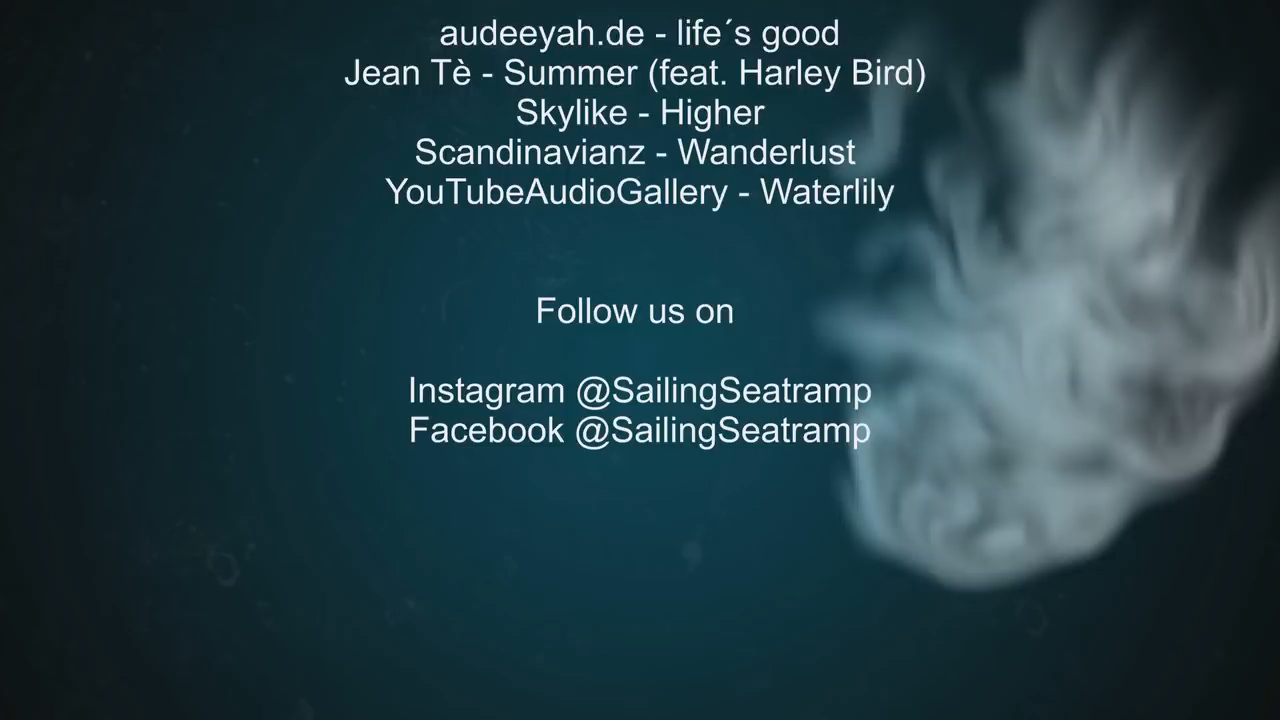 audeeyah.de - life´s good
Jean Tè - Summer (feat. Harley Bird)
Skylike - Higher
Scandinavianz - Wanderlust
YouTubeAudioGallery - Waterlily
Follow us on
Instagram @SailingSeatramp
Facebook @SailingSeatramp